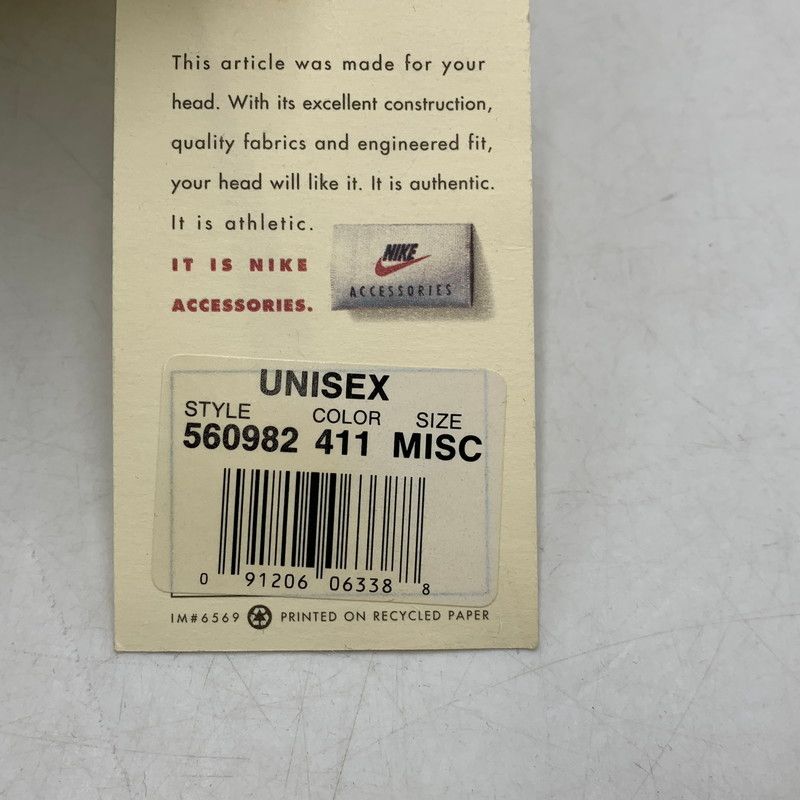 This article was made for your
head. With its excellent construction,
quality fabrics and engineered fit,
your head will like it. It is authentic.
It is athletic.
IT IS NIKE
ACCESSORIES.
NIKE
ACCESSORIES
UNISEX
STYLE COLOR SIZE
560982 411 MISC
0 91206 06338 8
IM#6569 PRINTED ON RECYCLED PAPER